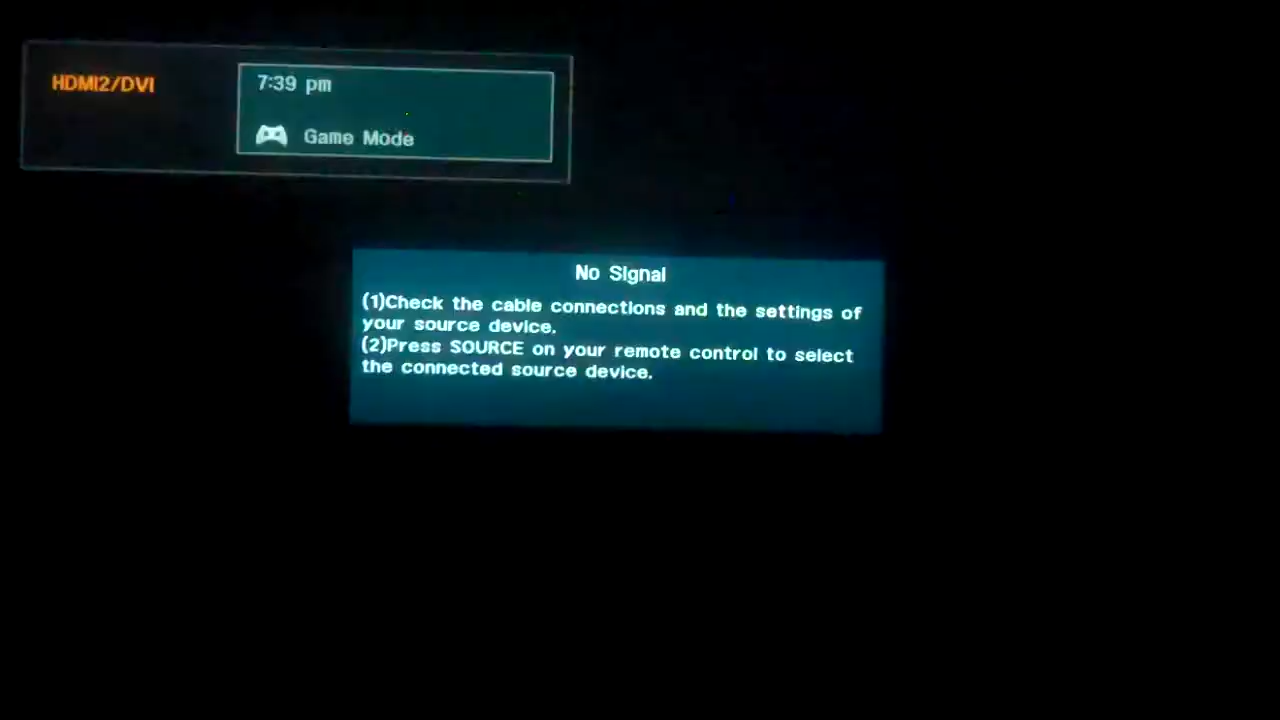 HDMI2/DVI
7:39 pm
Game Mode
No Signal
(1)Check the cable connections and the settings of
your source device.
(2)Press SOURCE on your remote control to select
the connected source device.